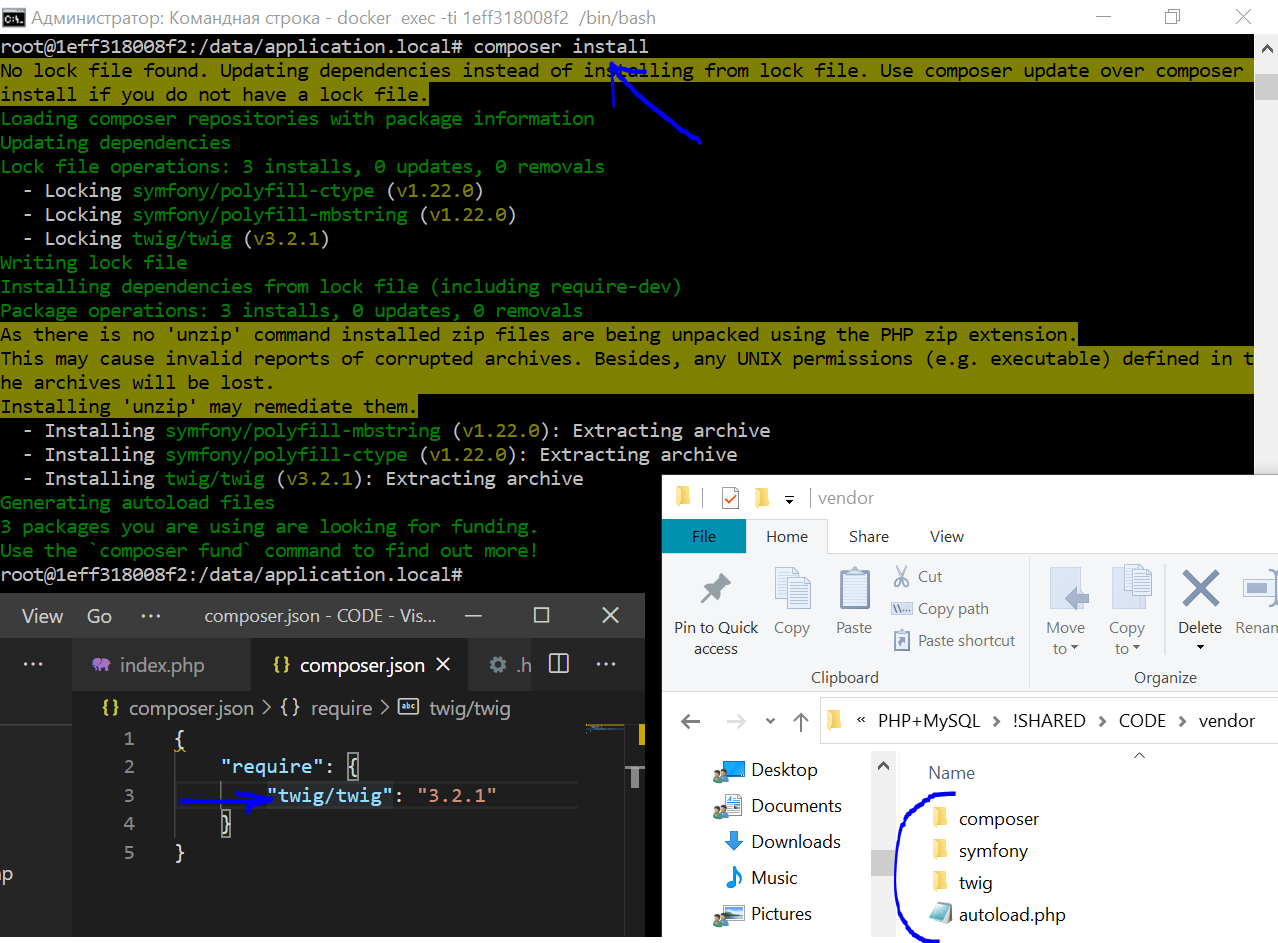 Администратор: Командная строка - docker  exec -ti 1eff318008f2  /bin/bash
root@1eff318008f2:/data/application.local# composer install
No lock file found. Updating dependencies instead of installing from lock file. Use composer update over composer
install if you do not have a lock file.
Loading composer repositories with package information
Updating dependencies
Lock file operations: 3 installs, 0 updates, 0 removals
  - Locking symfony/polyfill-ctype (v1.22.0)
  - Locking symfony/polyfill-mbstring (v1.22.0)
  - Locking twig/twig (v3.2.1)
Writing lock file
Installing dependencies from lock file (including require-dev)
Package operations: 3 installs, 0 updates, 0 removals
As there is no 'unzip' command installed zip files are being unpacked using the PHP zip extension.
This may cause invalid reports of corrupted archives. Besides, any UNIX permissions (e.g. executable) defined in t
he archives will be lost.
Installing 'unzip' may remediate them.
  - Installing symfony/polyfill-mbstring (v1.22.0): Extracting archive
  - Installing symfony/polyfill-ctype (v1.22.0): Extracting archive
  - Installing twig/twig (v3.2.1): Extracting archive
Generating autoload files
3 packages you are using are looking for funding.
Use the `composer fund` command to find out more!
root@1eff318008f2:/data/application.local#
View Go ··· composer.json - CODE - Vis...
··· index.php {} composer.json .h ···
{} composer.json > {} require > abc twig/twig
1 {
2 "require": {
3 "twig/twig": "3.2.1"
4 }
5 }
p
vendor
File Home Share View
Pin to Quick access
Copy
Paste
Cut
Copy path
Paste shortcut
Clipboard
Move to
Copy to
Delete
Renam
Organize
« PHP+MySQL > !SHARED > CODE > vendor
Desktop
Documents
Downloads
Music
Pictures
Name
composer
symfony
twig
autoload.php